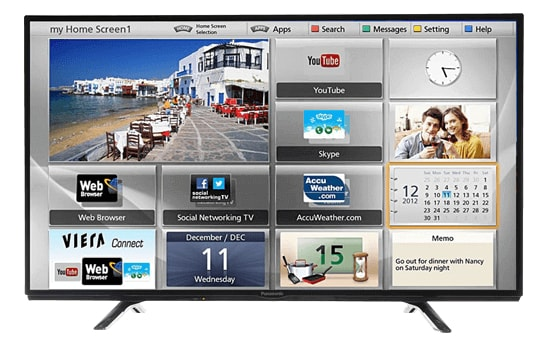 my Home Screen1
Home Screen Selection
Apps
Search
Messages
Setting
Help
YouTube
YouTube
Skype
Skype
Web Browser
Web Browser
social networking TV
Social Networking TV
Accu Weather.com
AccuWeather.com
12
2012
11
VIERA Connect
YouTube
Web Browser
skype
December / DEC
11
Wednesday
15
Memo
Go out for dinner with Nancy
on Saturday night
Panasonic